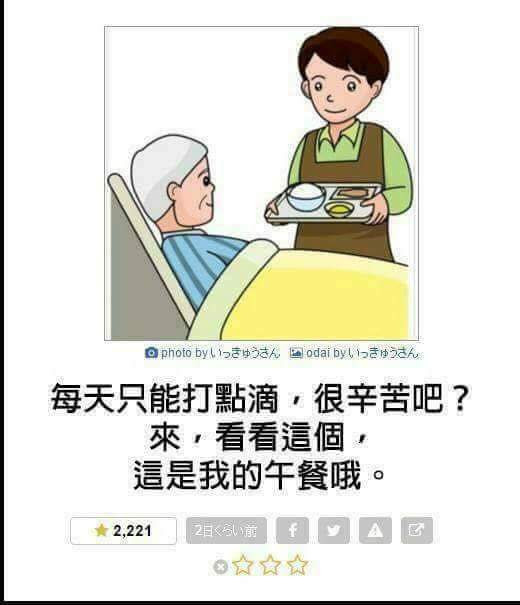 photo by いっきゅうさん odai by いっきゅうさん
每天只能打點滴，很辛苦吧？
來，看看這個，
這是我的午餐哦。
2,221 2日くらい前